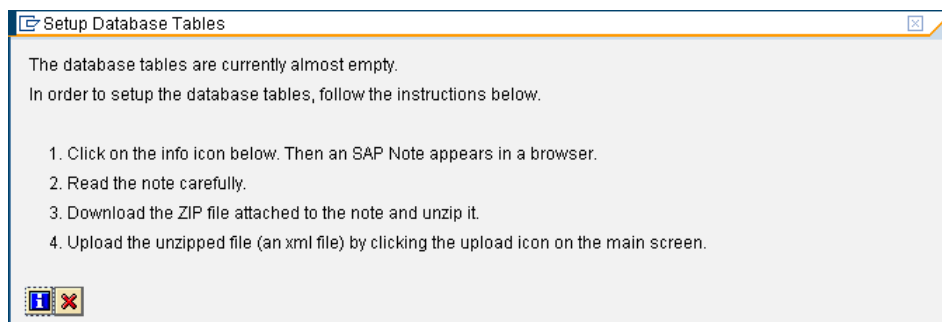 Setup Database Tables
The database tables are currently almost empty.
In order to setup the database tables, follow the instructions below.
1. Click on the info icon below. Then an SAP Note appears in a browser.
2. Read the note carefully.
3. Download the ZIP file attached to the note and unzip it.
4. Upload the unzipped file (an xml file) by clicking the upload icon on the main screen.